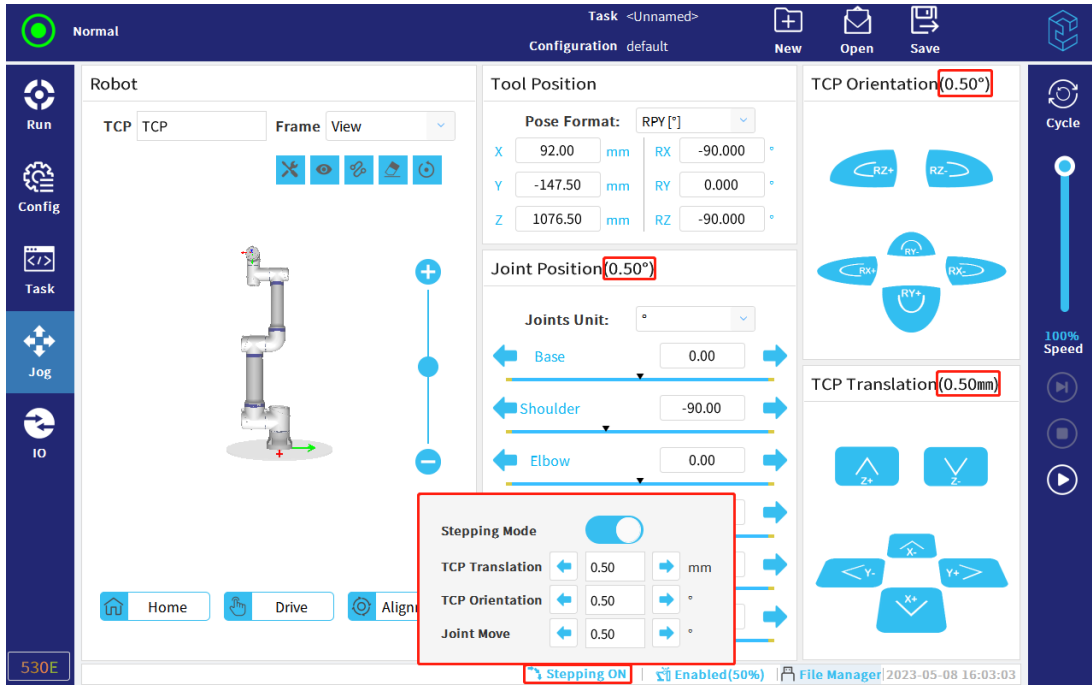 Normal
Task <Unnamed>
Configuration default
New
Open
Save
Run
Config
Task
Jog
IO
530E
Robot
TCP TCP Frame View
Home
Drive
Tool Position
Pose Format: RPY[°]
X 92.00 mm RX -90.000 °
Y -147.50 mm RY 0.000 °
Z 1076.50 mm RZ -90.000 °
Joint Position(0.50°)
Joints Unit: °
Base 0.00
Shoulder -90.00
Elbow 0.00
Stepping Mode
TCP Translation 0.50 mm
TCP Orientation 0.50 °
Joint Move 0.50 °
TCP Orientation(0.50°)
RZ+ RZ-
RY-
RX+ RX-
RY+
TCP Translation(0.50mm)
Z+ Z-
X-
Y- Y+
X+
Cycle
100%
Speed
Stepping ON Enabled(50%) File Manager 2023-05-08 16:03:03